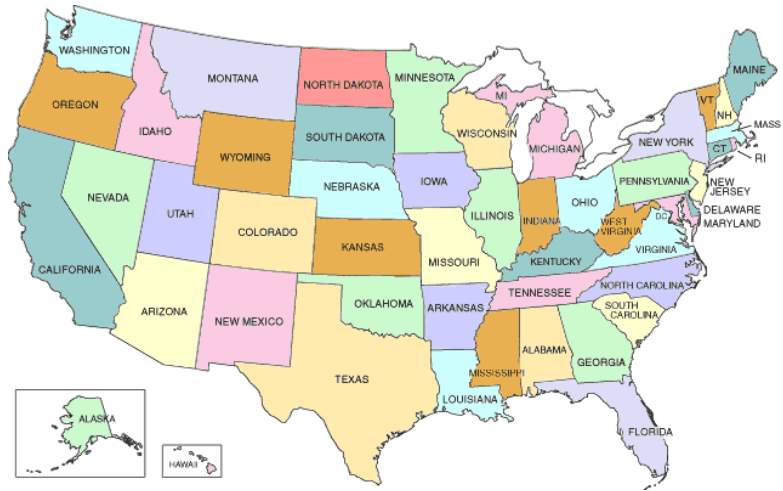 WASHINGTON
MONTANA
NORTH DAKOTA
MINNESOTA
MAINE
OREGON
IDAHO
WYOMING
SOUTH DAKOTA
WISCONSIN
MI
MICHIGAN
VT
NH
MASS
NEW YORK
CT
RI
NEVADA
UTAH
COLORADO
NEBRASKA
IOWA
ILLINOIS
INDIANA
OHIO
PENNSYLVANIA
NEW
JERSEY
DELAWARE
MARYLAND
DC
WEST
VIRGINIA
VIRGINIA
CALIFORNIA
KANSAS
MISSOURI
KENTUCKY
ARIZONA
NEW MEXICO
OKLAHOMA
ARKANSAS
TENNESSEE
NORTH CAROLINA
SOUTH
CAROLINA
TEXAS
LOUISIANA
MISSISSIPPI
ALABAMA
GEORGIA
FLORIDA
ALASKA
HAWAII